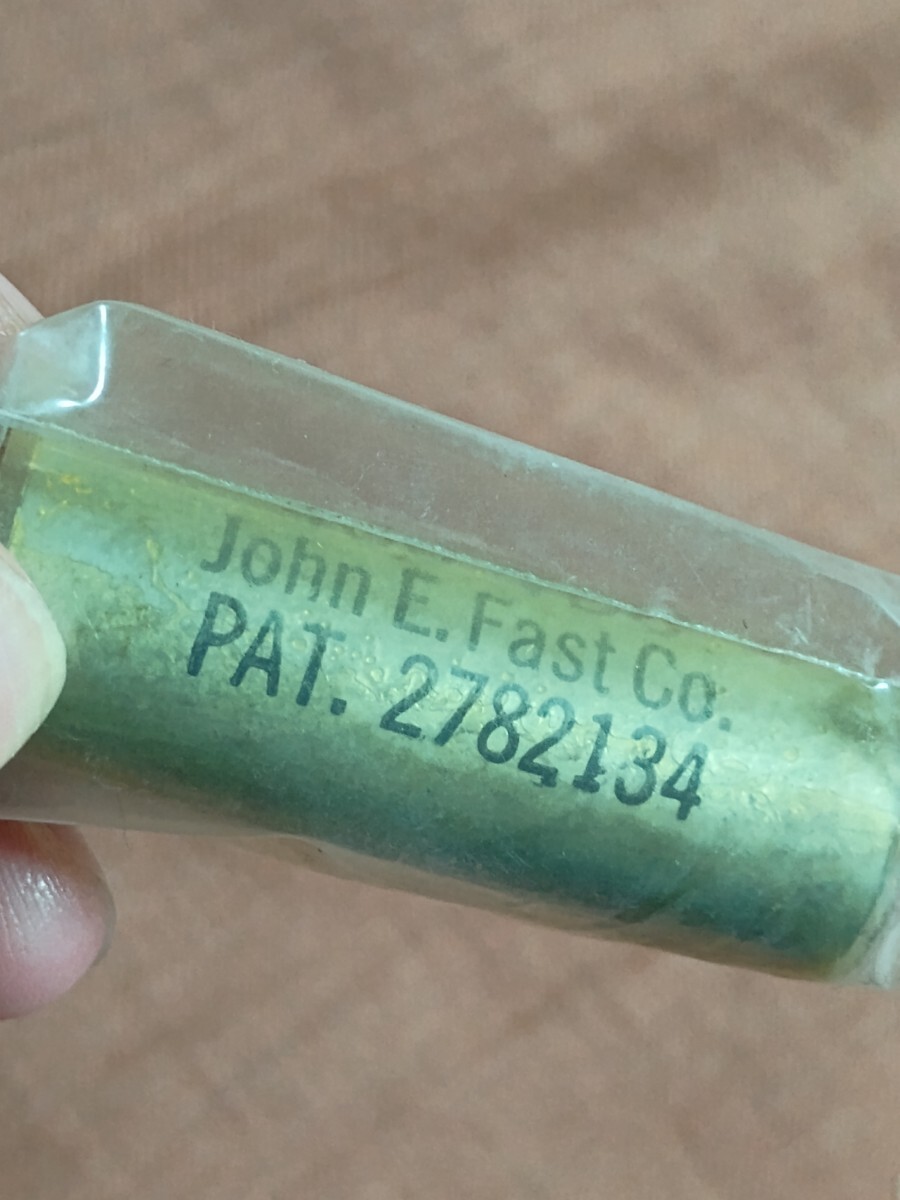 John E. Fast Co.
PAT. 2782134